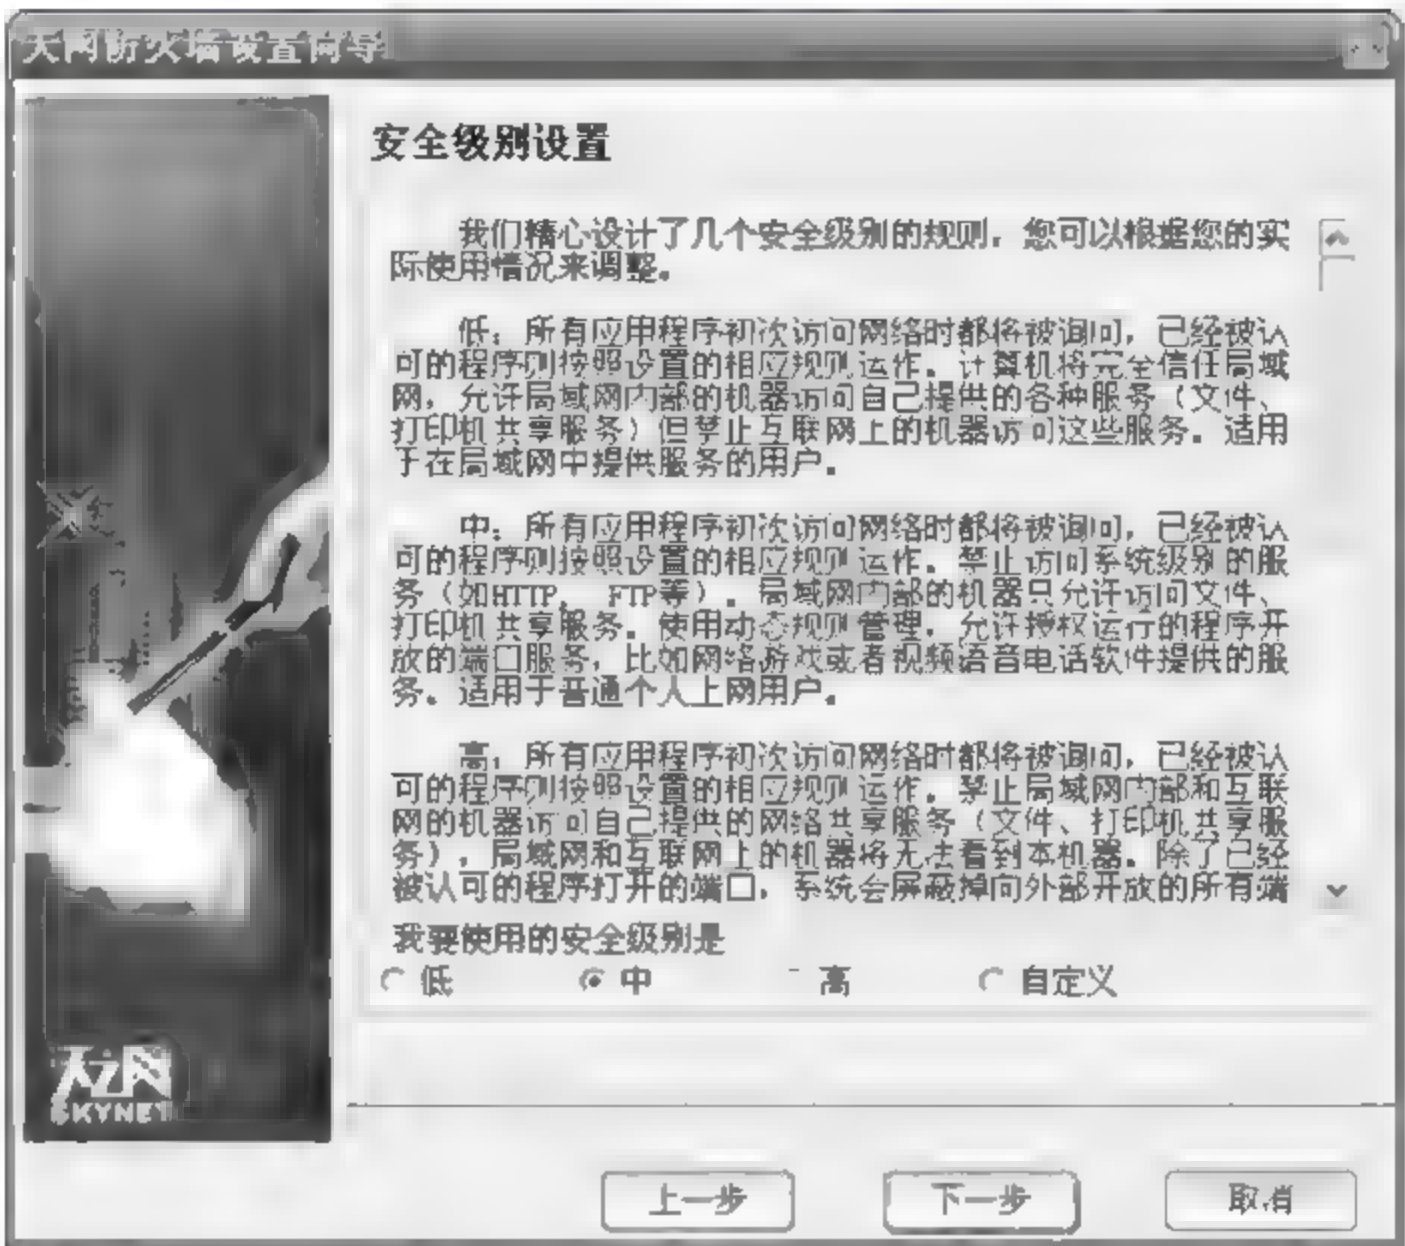 天网防火墙设置向导
安全级别设置
我们精心设计了几个安全级别的规则，您可以根据您的实
际使用情况来调整。
低：所有应用程序初次访问网络时都将被询问，已经被认
可的程序则按照设置的相应规则运作。计算机将完全信任局域
网，允许局域网内部的机器访问自己提供的各种服务（文件、
打印机共享服务）但禁止互联网上的机器访问这些服务。适用
于在局域网中提供服务的用户。
中：所有应用程序初次访问网络时都将被询问，已经被认
可的程序则按照设置的相应规则运作。禁止访问系统级别的服
务（如HTTP， FTP等）。局域网内部的机器只允许访问文件、
打印机共享服务。使用动态规则管理，允许授权运行的程序开
放的端口服务，比如网络游戏或者视频语音电话软件提供的服
务。适用于普通个人上网用户。
高：所有应用程序初次访问网络时都将被询问，已经被认
可的程序则按照设置的相应规则运作。禁止局域网内部和互联
网的机器访问自己提供的网络共享服务（文件、打印机共享服
务），局域网和互联网上的机器将无法看到本机器。除了已经
被认可的程序打开的端口，系统会屏蔽掉向外部开放的所有端
我要使用的安全级别是
低 中 高 自定义
天网
SKYNET
上一步 下一步 取消